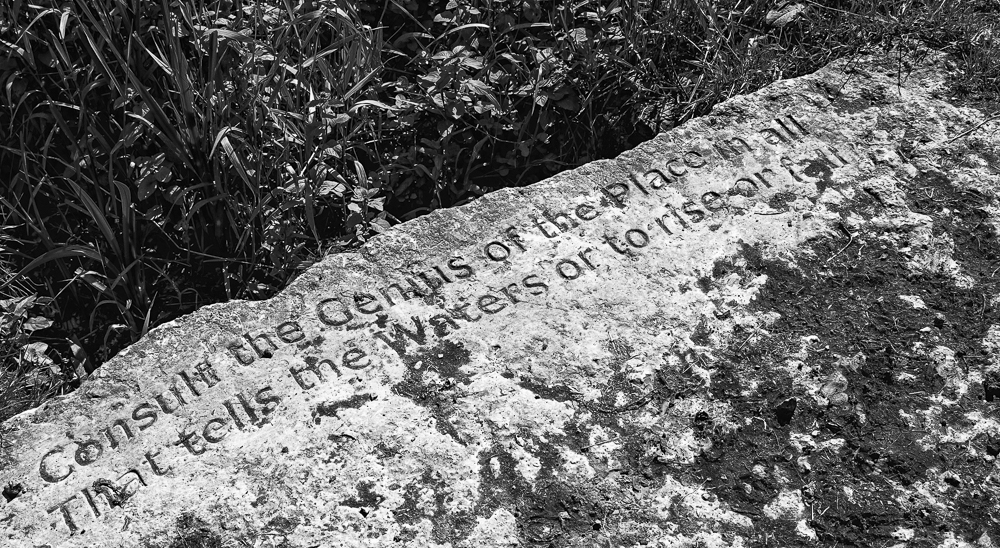 Consult the Genius of the Place in all
That tells the Waters or to rise or fall